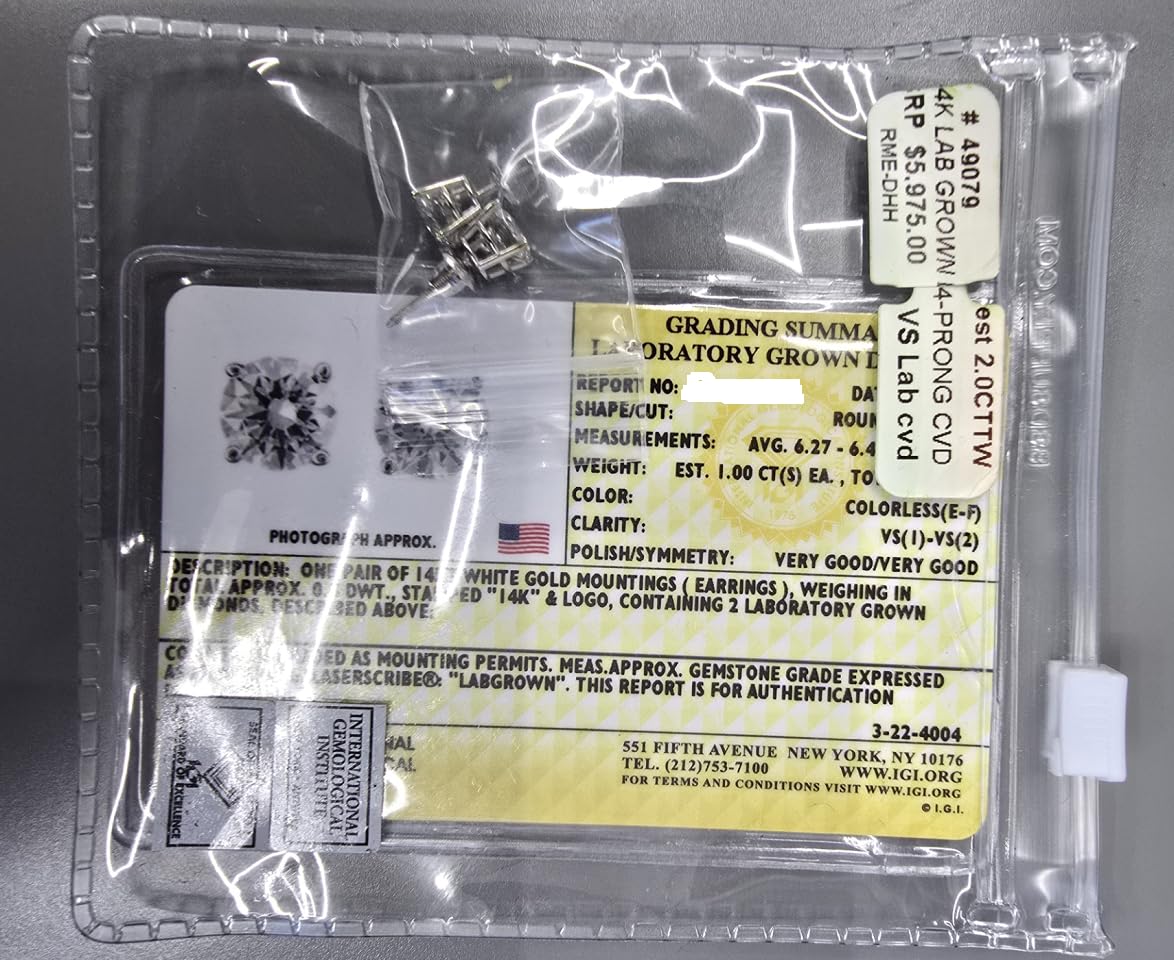 # 49079
4K LAB GROWN 4-PRONG CVD
RP $5,975.00
RME-DHH
est 2.0CTTW
VS Lab cvd
GRADING SUMMA
LABORATORY GROWN D
REPORT NO:
DA
SHAPE/CUT: ROUN
MEASUREMENTS: AVG. 6.27 - 6.4
WEIGHT: EST. 1.00 CT(S) EA. , TO
COLOR: COLORLESS(E-F)
CLARITY: VS(1)-VS(2)
POLISH/SYMMETRY: VERY GOOD/VERY GOOD
PHOTOGRAPH APPROX.
DESCRIPTION: ONE PAIR OF WHITE GOLD MOUNTINGS ( EARRINGS ), WEIGHING IN
TOTAL APPROX. DWT., STAMPED "14K" & LOGO, CONTAINING 2 LABORATORY GROWN
DIAMONDS, DESCRIBED ABOVE.
DED AS MOUNTING PERMITS. MEAS.APPROX. GEMSTONE GRADE EXPRESSED
LASERSCRIBE®: "LABGROWN". THIS REPORT IS FOR AUTHENTICATION
3-22-4004
551 FIFTH AVENUE NEW YORK, NY 10176
TEL. (212)753-7100 WWW.IGI.ORG
FOR TERMS AND CONDITIONS VISIT WWW.IGI.ORG
© I.G.I.
INTERNATIONAL
GEMOLOGICAL
INSTITUTE
OF EXCELLENCE
1975